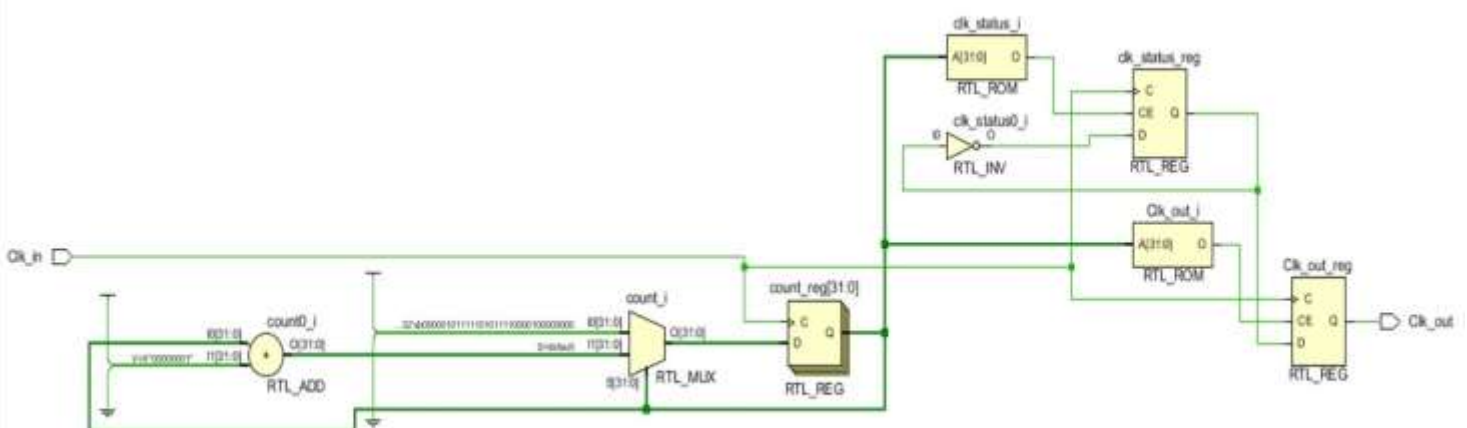 clk_status_i
A[31:0] O
RTL_ROM
clk_status_reg
C
CE Q
D
RTL_REG
clk_status0_i
I0 O
RTL_INV
Clk_out_i
A[31:0] O
RTL_ROM
Clk_in
Clk_out_reg
C
CE Q
D
RTL_REG
Clk_out
count_reg[31:0]
C
D Q
RTL_REG
count_i
I0[31:0]
S=default I1[31:0]
O[31:0]
S[31:0]
RTL_MUX
count0_i
I0[31:0]
I1[31:0]
+
O[31:0]
RTL_ADD